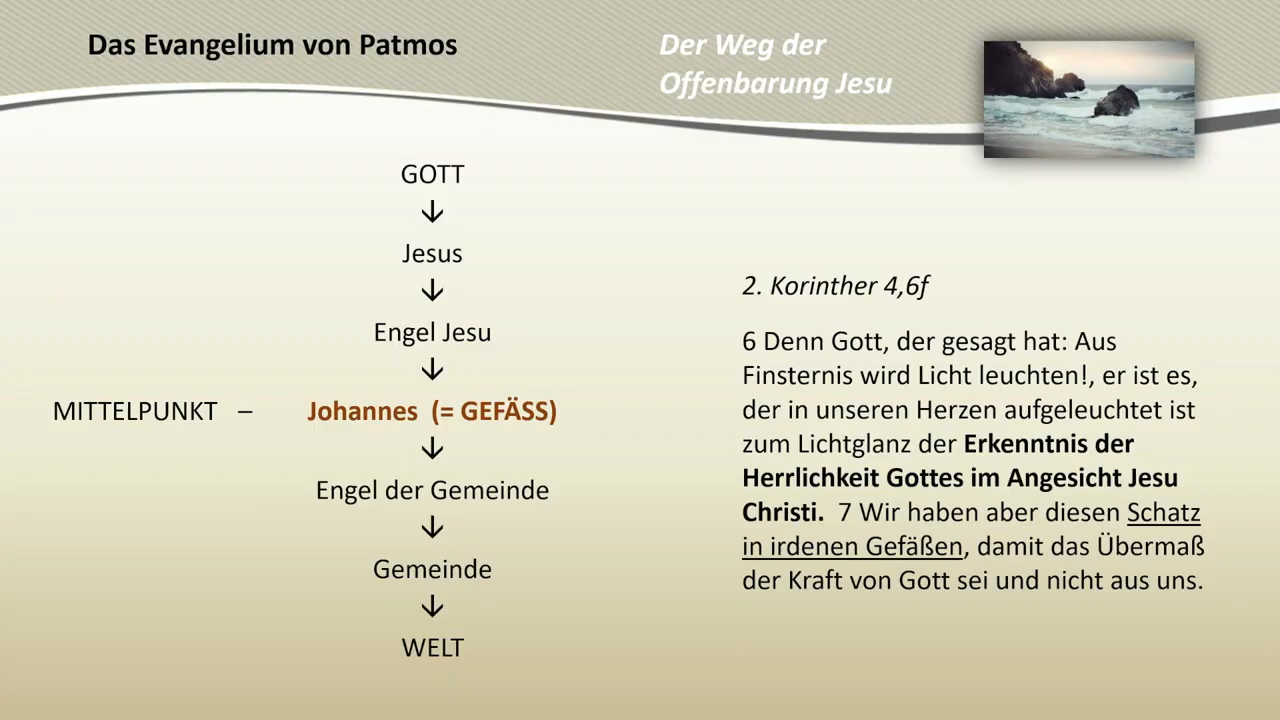 Das Evangelium von Patmos
Der Weg der
Offenbarung Jesu
GOTT
↓
Jesus
↓
Engel Jesu
↓
MITTELPUNKT – Johannes (= GEFÄSS)
↓
Engel der Gemeinde
↓
Gemeinde
↓
WELT
2. Korinther 4,6f
6 Denn Gott, der gesagt hat: Aus
Finsternis wird Licht leuchten!, er ist es,
der in unseren Herzen aufgeleuchtet ist
zum Lichtglanz der Erkenntnis der
Herrlichkeit Gottes im Angesicht Jesu
Christi. 7 Wir haben aber diesen Schatz
in irdenen Gefäßen, damit das Übermaß
der Kraft von Gott sei und nicht aus uns.